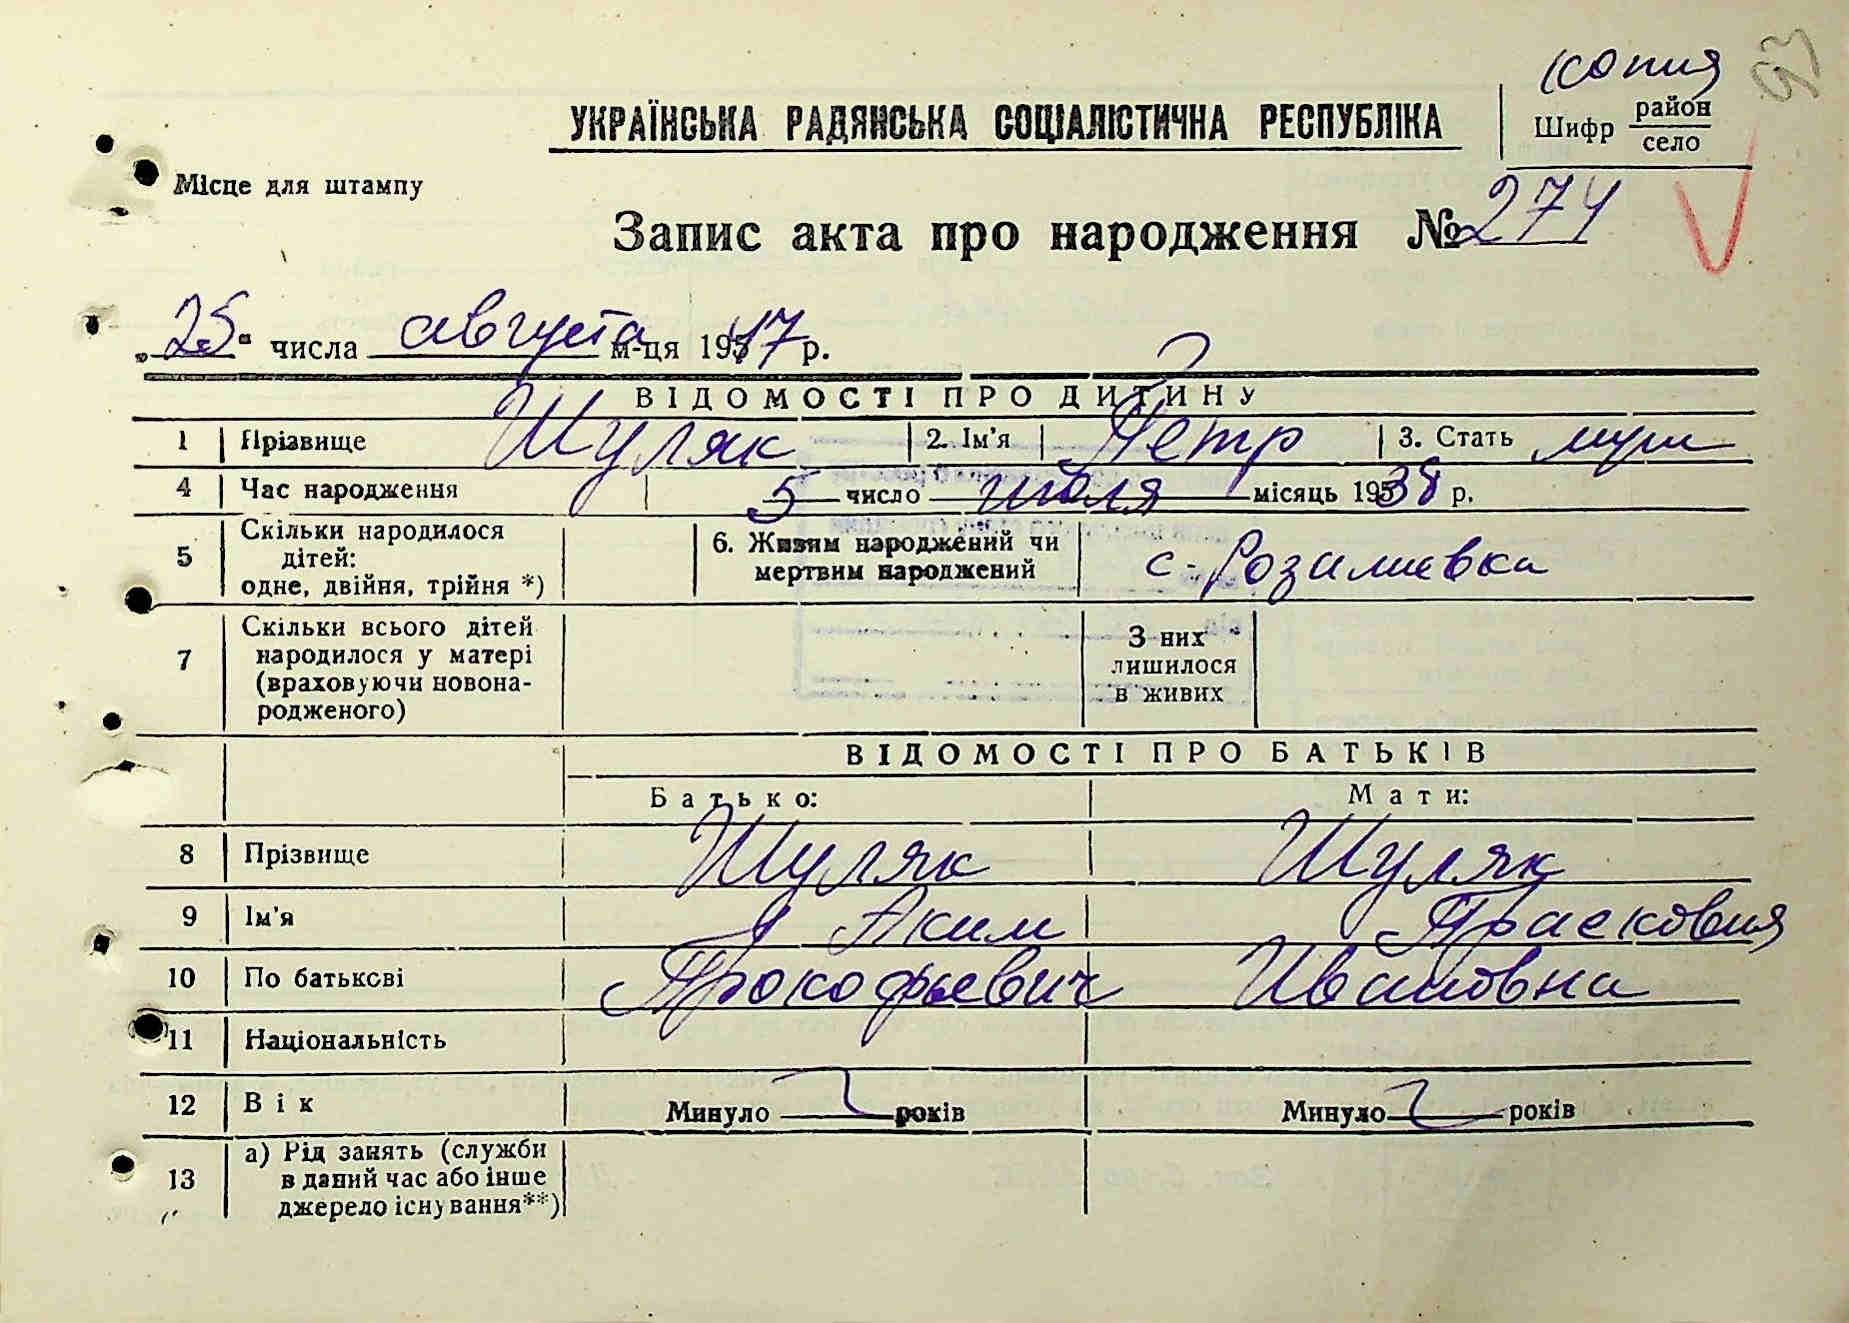 копия
93
УКРАЇНСЬКА РАДЯНСЬКА СОЦІАЛІСТИЧНА РЕСПУБЛІКА
Шифр район
село
Місце для штампу
Запис акта про народження № 274
„25" числа августа м-ця 1947 р.
ВІДОМОСТІ ПРО ДИТИНУ
1 Прізвище Шуляк 2. Ім'я Петр 3. Стать муж
4 Час народження 5 число июля місяць 1938 р.
5 Скільки народилося дітей: одне, двійня, трійня *) 6. Живим народжений чи мертвим народжений с-Розалиевка
7 Скільки всього дітей народилося у матері (враховуючи новонародженого) З них лишилося в живих
ВІДОМОСТІ ПРО БАТЬКІВ
Батько: Мати:
8 Прізвище Шуляк Шуляк
9 Ім'я Аким Прасковия
10 По батькові Прокофьевич Ивановна
11 Національність
12 Вік Минуло років Минуло років
13 а) Рід занять (служби в даний час або інше джерело існування**)